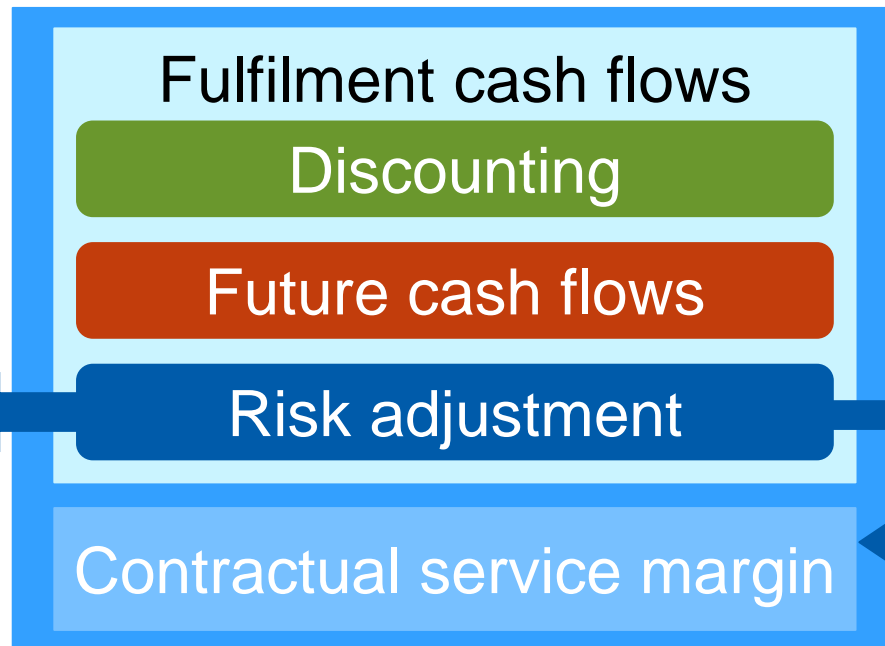 Fulfilment cash flows
Discounting
Future cash flows
Risk adjustment
Contractual service margin